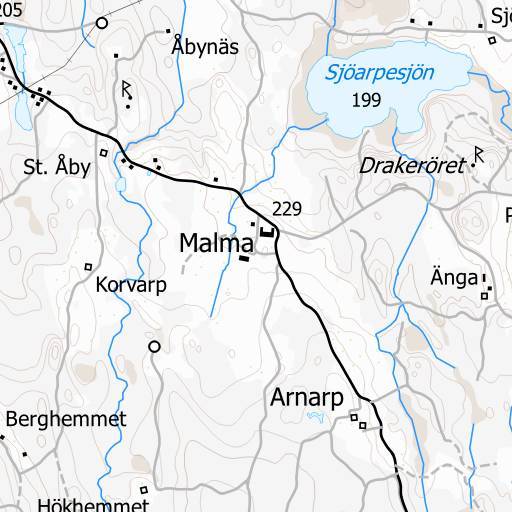 205
Sjö
Åbynäs
Sjöarpesjön
199
ᚱ
St. Åby
Drakeröret ᚱ
229
Malma
Korvarp
Änga
Arnarp
Berghemmet
Hökhemmet